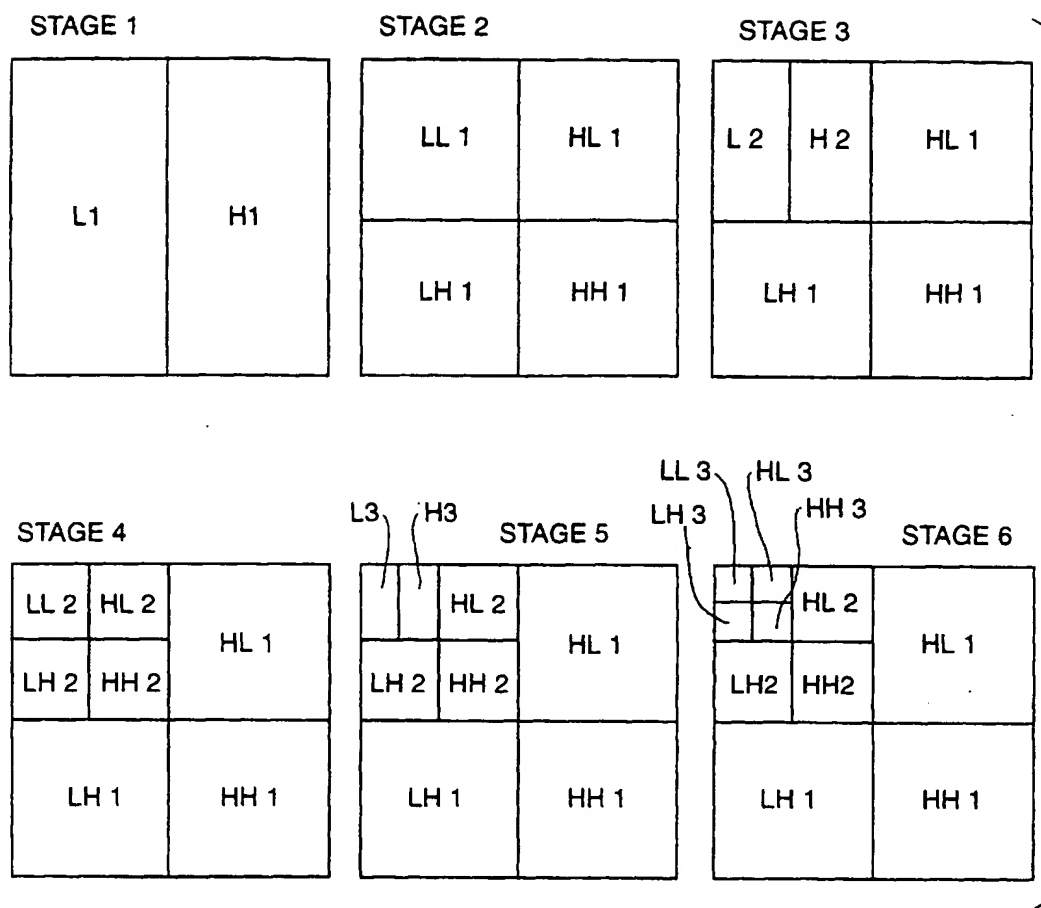 STAGE 1
L1 H1
STAGE 2
LL 1 HL 1
LH 1 HH 1
STAGE 3
L 2 H 2 HL 1
LH 1 HH 1
STAGE 4
LL 2 HL 2
HL 1
LH 2 HH 2
LH 1 HH 1
L3 H3
STAGE 5
HL 2
HL 1
LH 2 HH 2
LH 1 HH 1
LL 3 HL 3
LH 3 HH 3
STAGE 6
HL 2
HL 1
LH2 HH2
LH 1 HH 1